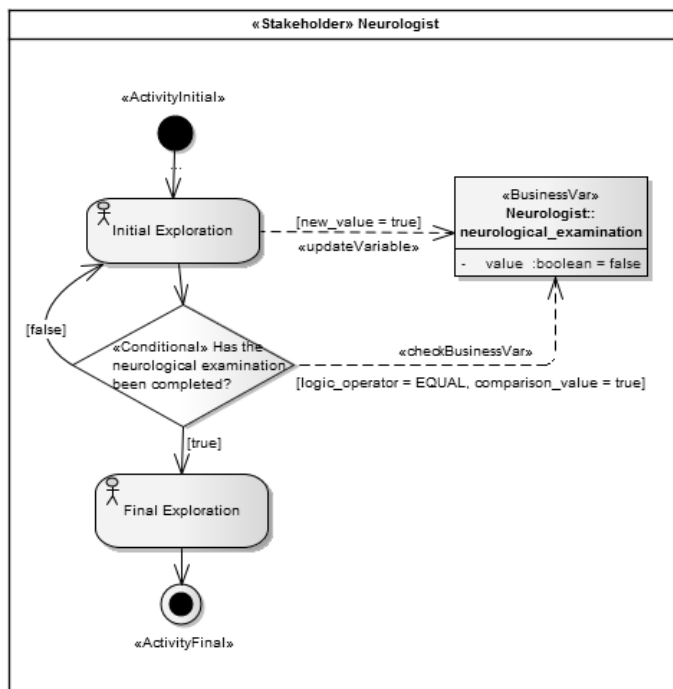 «Stakeholder» Neurologist
«ActivityInitial»
...
Initial Exploration
[new_value = true]
«updateVariable»
«BusinessVar»
Neurologist::
neurological_examination
- value :boolean = false
[false]
«Conditional» Has the
neurological examination
been completed?
«checkBusinessVar»
[logic_operator = EQUAL, comparison_value = true]
[true]
Final Exploration
«ActivityFinal»